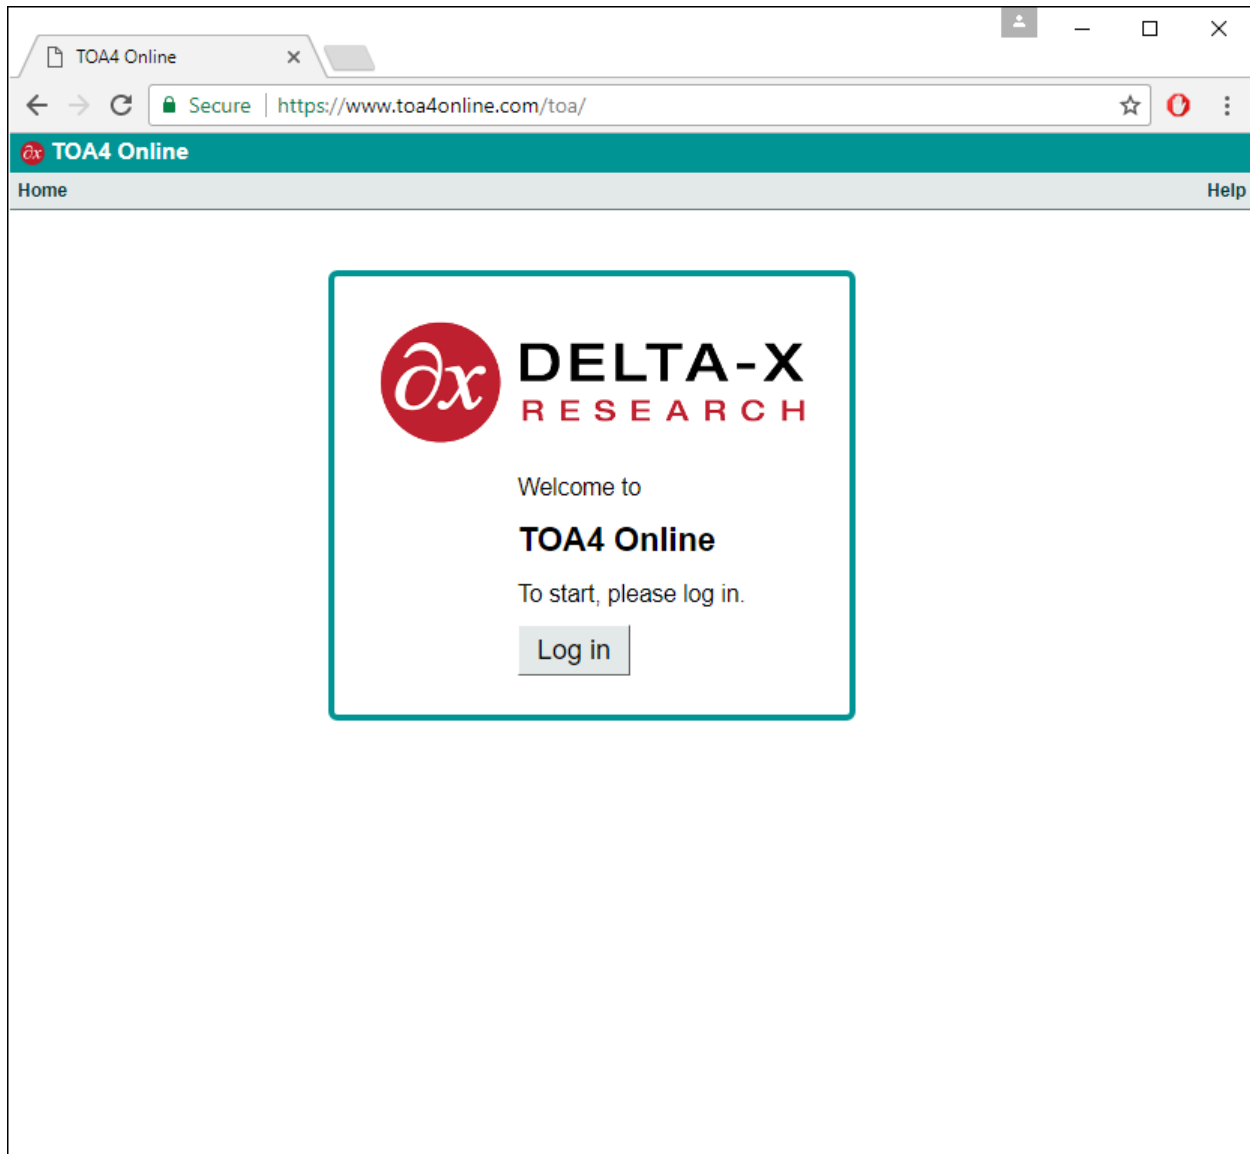 TOA4 Online
Secure | https://www.toa4online.com/toa/
∂x TOA4 Online
Home Help
∂x DELTA-X
RESEARCH
Welcome to
TOA4 Online
To start, please log in.
Log in